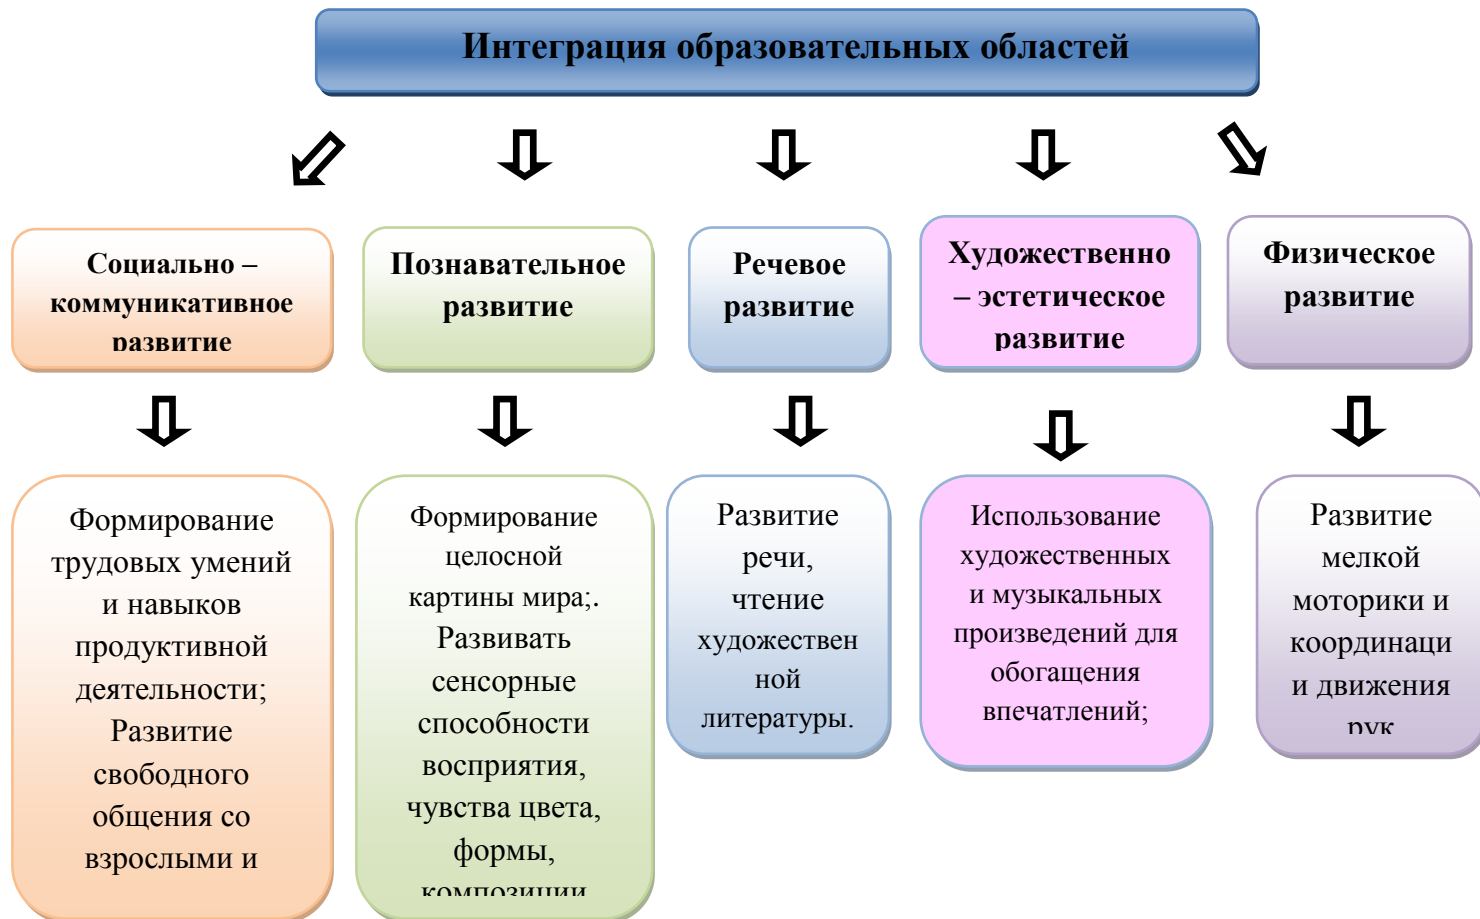 Интеграция образовательных областей
Социально –
коммуникативное
развитие
Познавательное
развитие
Речевое
развитие
Художественно
– эстетическое
развитие
Физическое
развитие
Формирование
трудовых умений
и навыков
продуктивной
деятельности;
Развитие
свободного
общения со
взрослыми и
Формирование
целосной
картины мира;.
Развивать
сенсорные
способности
восприятия,
чувства цвета,
формы,
композиции
Развитие
речи,
чтение
художествен
ной
литературы.
Использование
художественных
и музыкальных
произведений для
обогащения
впечатлений;
Развитие
мелкой
моторики и
координаци
и движения
рук